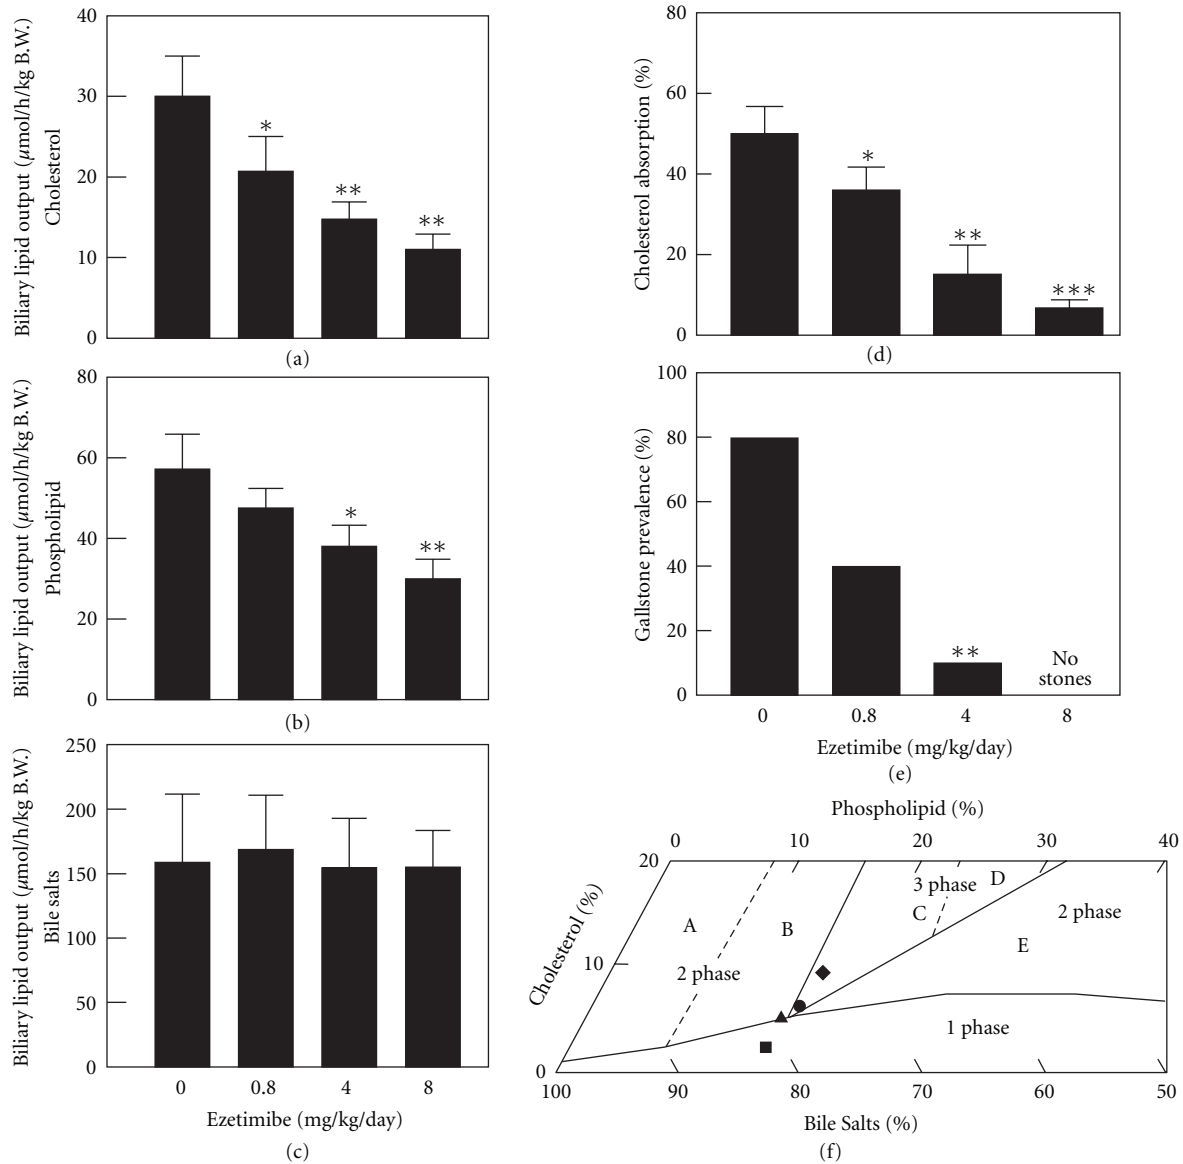 Biliary lipid output (μmol/h/kg B.W.)
Cholesterol
40
30
20
10
0
*
**
**
(a)
Biliary lipid output (μmol/h/kg B.W.)
Phospholipid
80
60
40
20
0
*
**
(b)
Biliary lipid output (μmol/h/kg B.W.)
Bile salts
250
200
150
100
50
0
0 0.8 4 8
Ezetimibe (mg/kg/day)
(c)
Cholesterol absorption (%)
80
60
40
20
0
*
**
***
(d)
Gallstone prevalence (%)
100
80
60
40
20
0
**
No
stones
0 0.8 4 8
Ezetimibe (mg/kg/day)
(e)
Phospholipid (%)
0 10 20 30 40
20
10
0
Cholesterol (%)
A
B
2 phase
3 phase
C
D
2 phase
E
1 phase
100 90 80 70 60 50
Bile Salts (%)
(f)